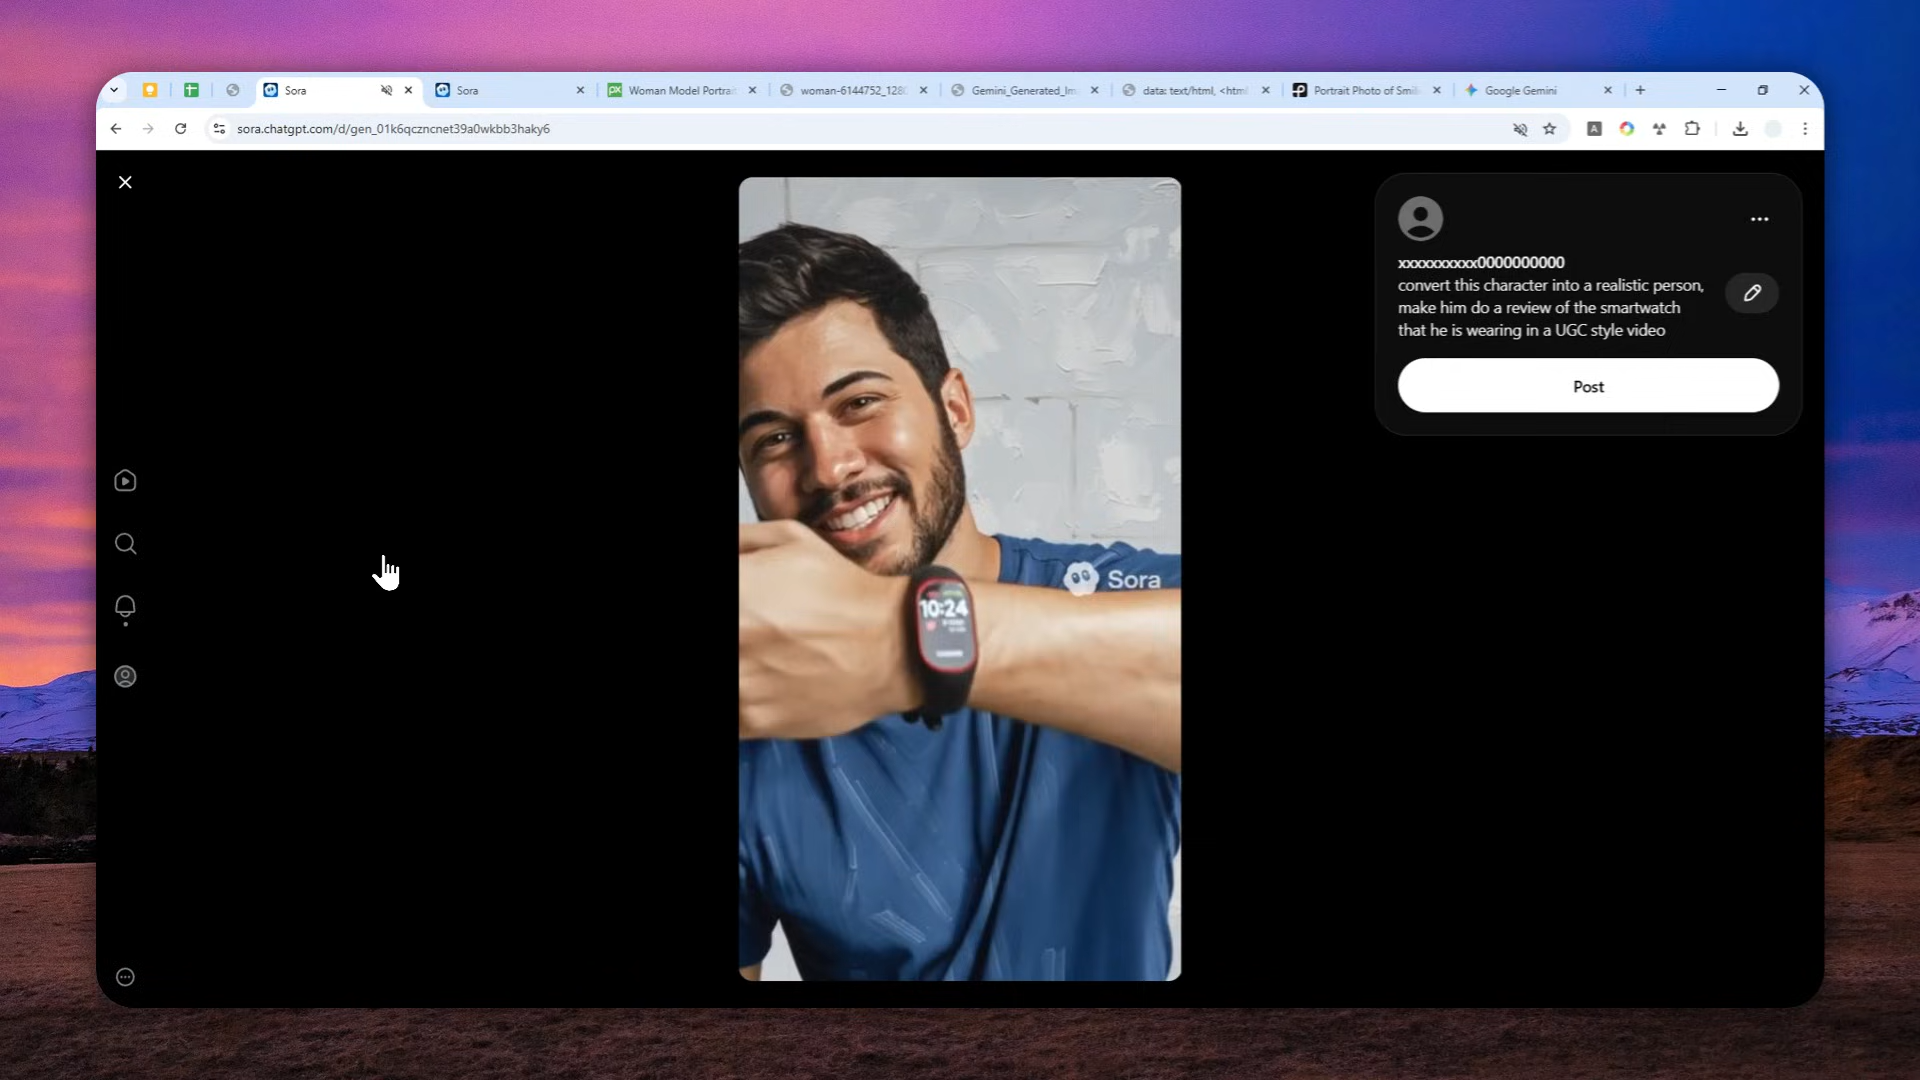 Sora
Sora
Woman Model Portrai
woman-6144752_128
Gemini_Generated_Im
data: text/html, <html
Portrait Photo of Smil
Google Gemini
sora.chatgpt.com/d/gen_01k6qczncnet39a0wkbb3haky6
xxxxxxxxxx0000000000
convert this character into a realistic person,
make him do a review of the smartwatch
that he is wearing in a UGC style video
Post
Sora
10:24